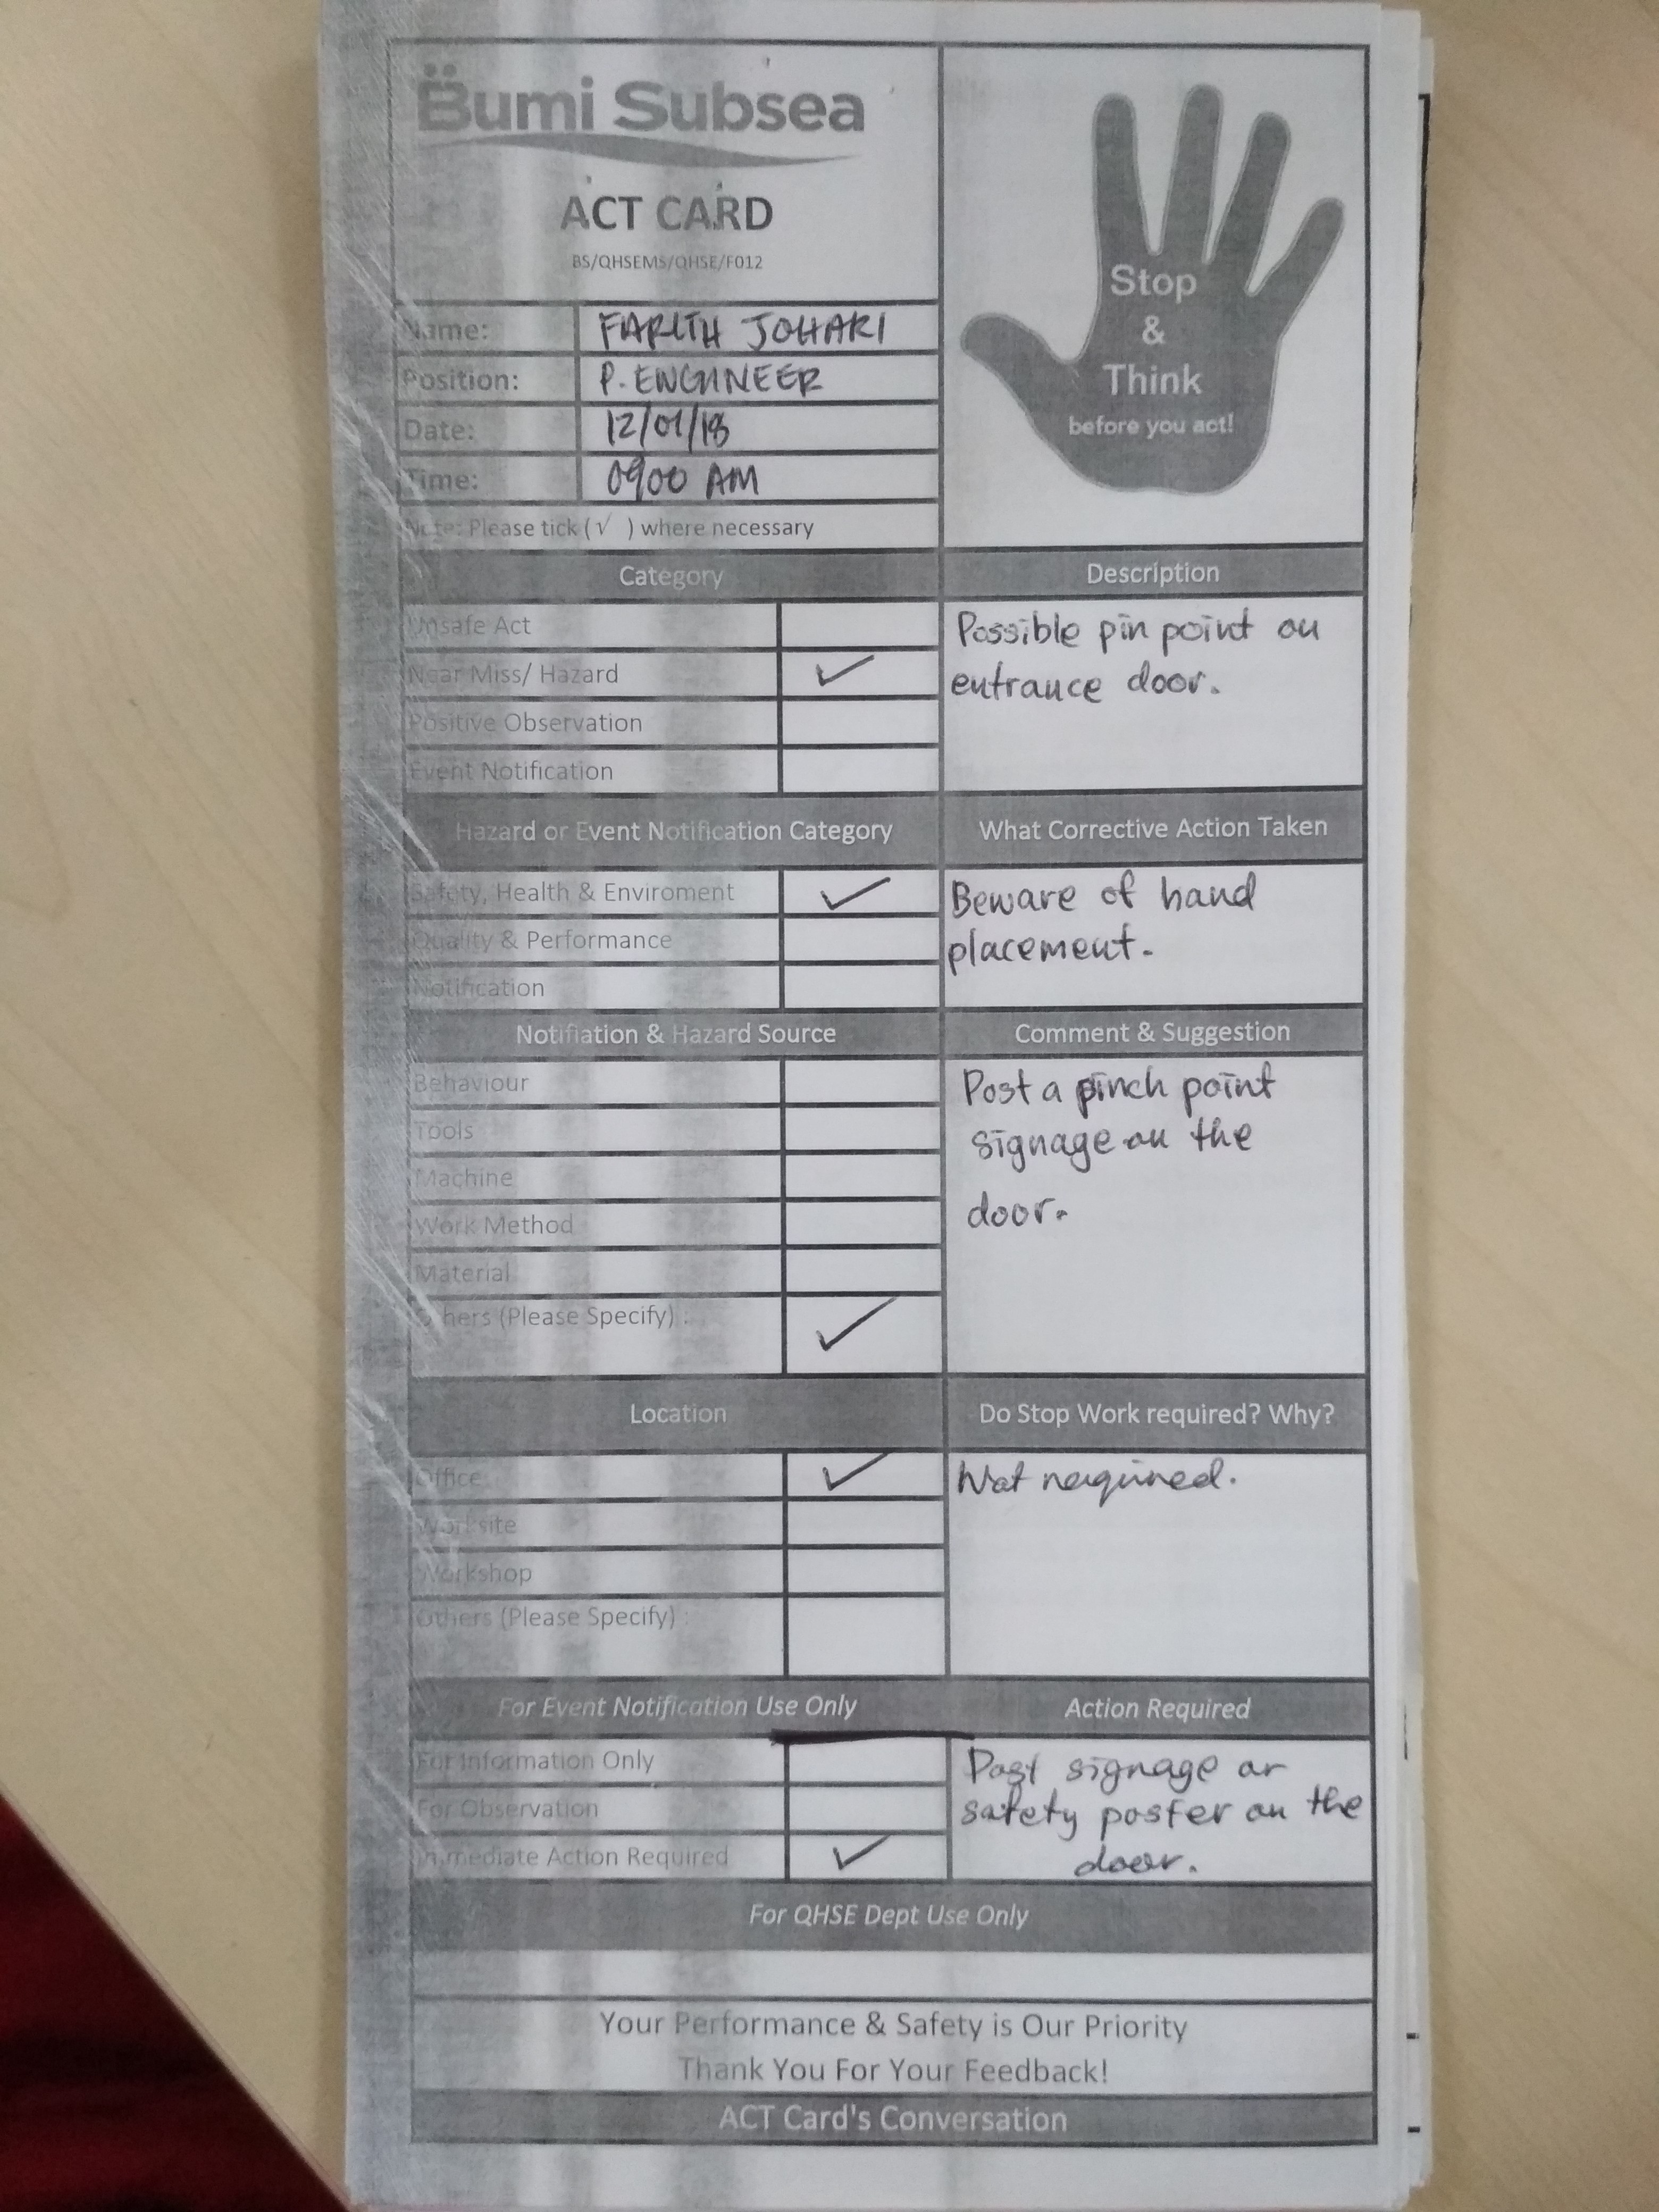 Bumi Subsea
ACT CARD
BS/QHSEMS/QHSE/F012
Stop
&
Think
before you act!
Name: FARITH JOHARI
Position: P. ENGINEER
Date: 12/01/18
Time: 0900 AM
Note: Please tick (√ ) where necessary
Category
Description
Unsafe Act
Near Miss/ Hazard ✓
Positive Observation
Event Notification
Possible pin point on
entrance door.
Hazard or Event Notification Category
What Corrective Action Taken
Safety, Health & Enviroment ✓
Quality & Performance
Notification
Beware of hand
placement.
Notifiation & Hazard Source
Comment & Suggestion
Behaviour
Tools
Machine
Work Method
Material
Others (Please Specify) : ✓
Post a pinch point
signage on the
door.
Location
Do Stop Work required? Why?
Office ✓
Worksite
Workshop
Others (Please Specify) :
Not required.
For Event Notification Use Only
Action Required
For Information Only
For Observation
Immediate Action Required ✓
Post signage or
safety poster on the
door.
For QHSE Dept Use Only
Your Performance & Safety is Our Priority
Thank You For Your Feedback!
ACT Card's Conversation